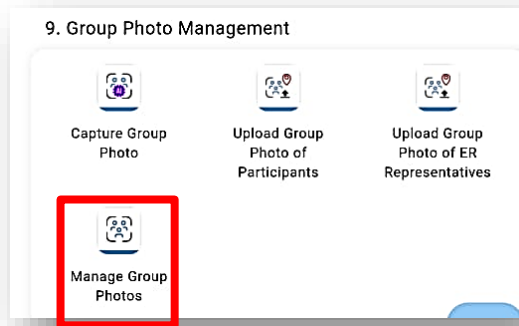 9. Group Photo Management
AI
Capture Group
Photo
Upload Group
Photo of
Participants
Upload Group
Photo of ER
Representatives
Manage Group
Photos